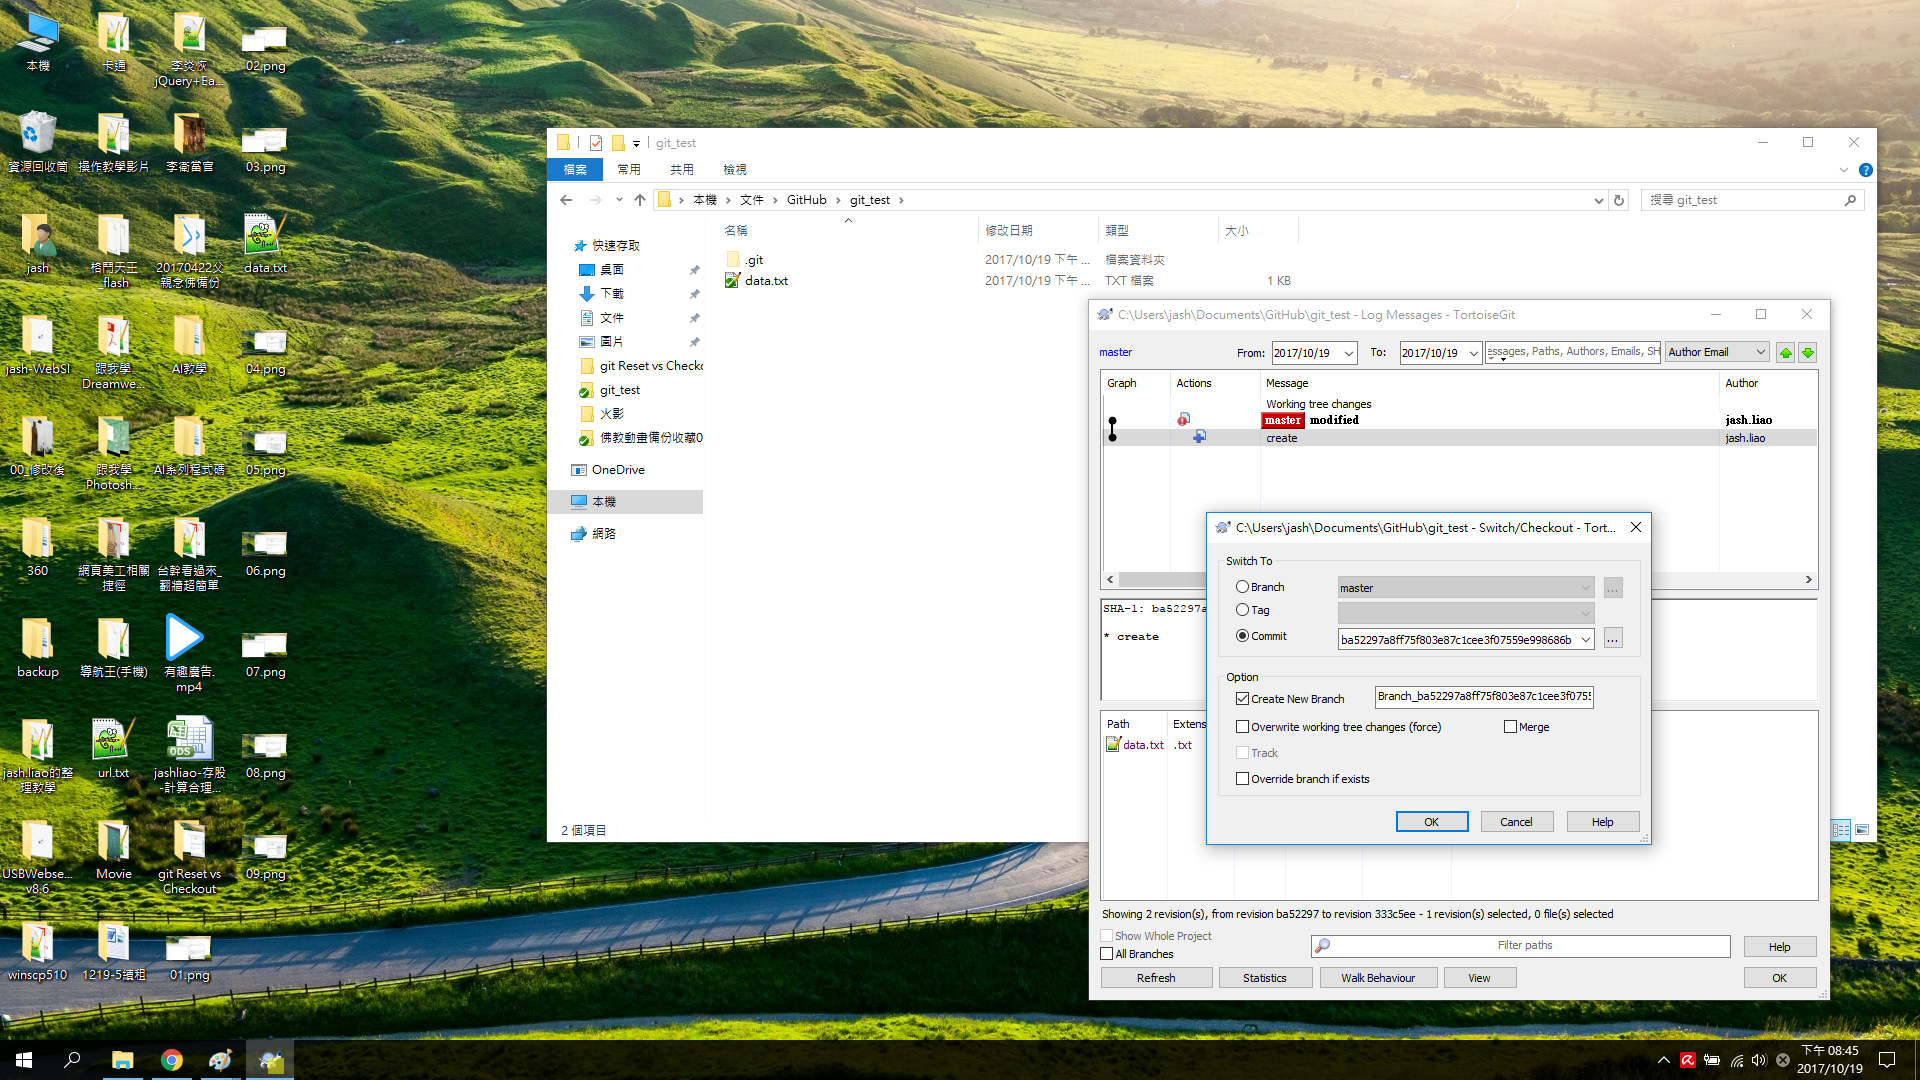 本機
卡通
李炎恢
jQuery+Ea...
02.png
資源回收筒
操作教學影片
李衛當官
03.png
jash
格鬥天王
_flash
20170422父
親念佛備份
data.txt
jash-WebSI
跟我學
Dreamwe...
AI教學
04.png
00_修改後
跟我學
Photosh...
AI系列程式碼
05.png
360
網頁美工相關
捷徑
台幹看過來_
翻牆超簡單
06.png
backup
導航王(手機)
有趣廣告.
mp4
07.png
jash.liao的整
理教學
url.txt
jashliao-存股
-計算合理...
08.png
USBWebse...
v8.6
Movie
git Reset vs
Checkout
09.png
winscp510
1219-5續租
01.png
git_test
檔案
常用
共用
檢視
本機 › 文件 › GitHub › git_test ›
搜尋 git_test
快速存取
桌面
下載
文件
圖片
git Reset vs Checko
git_test
火影
佛教動畫備份收藏0
OneDrive
本機
網路
名稱
修改日期
類型
大小
.git
2017/10/19 下午 ...
檔案資料夾
data.txt
2017/10/19 下午 ...
TXT 檔案
1 KB
2 個項目
C:\Users\jash\Documents\GitHub\git_test - Log Messages - TortoiseGit
master
From:
2017/10/19
To:
2017/10/19
essages, Paths, Authors, Emails, SH
Author Email
Graph
Actions
Message
Author
Working tree changes
master modified
jash.liao
create
jash.liao
SHA-1: ba52297a
* create
Path
Extens
data.txt
.txt
Showing 2 revision(s), from revision ba52297 to revision 333c5ee - 1 revision(s) selected, 0 file(s) selected
Show Whole Project
All Branches
Filter paths
Help
Refresh
Statistics
Walk Behaviour
View
OK
C:\Users\jash\Documents\GitHub\git_test - Switch/Checkout - Tort...
Switch To
Branch
master
...
Tag
Commit
ba52297a8ff75f803e87c1cee3f07559e998686b
...
Option
Create New Branch
Branch_ba52297a8ff75f803e87c1cee3f0755
Overwrite working tree changes (force)
Merge
Track
Override branch if exists
OK
Cancel
Help
下午 08:45
2017/10/19